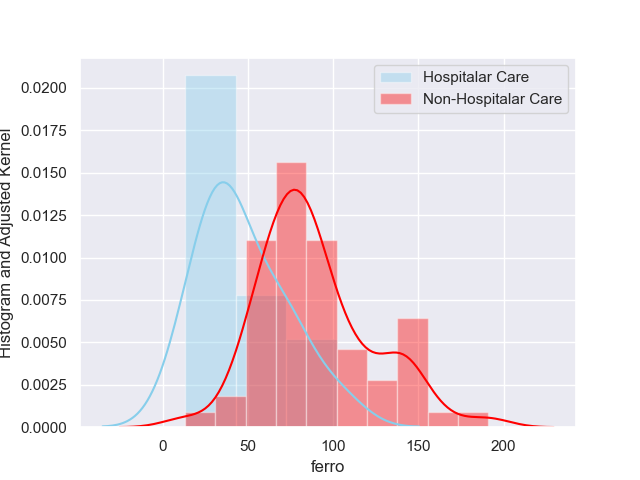 Hospitalar Care
Non-Hospitalar Care
Histogram and Adjusted Kernel
0.0200
0.0175
0.0150
0.0125
0.0100
0.0075
0.0050
0.0025
0.0000
0 50 100 150 200
ferro